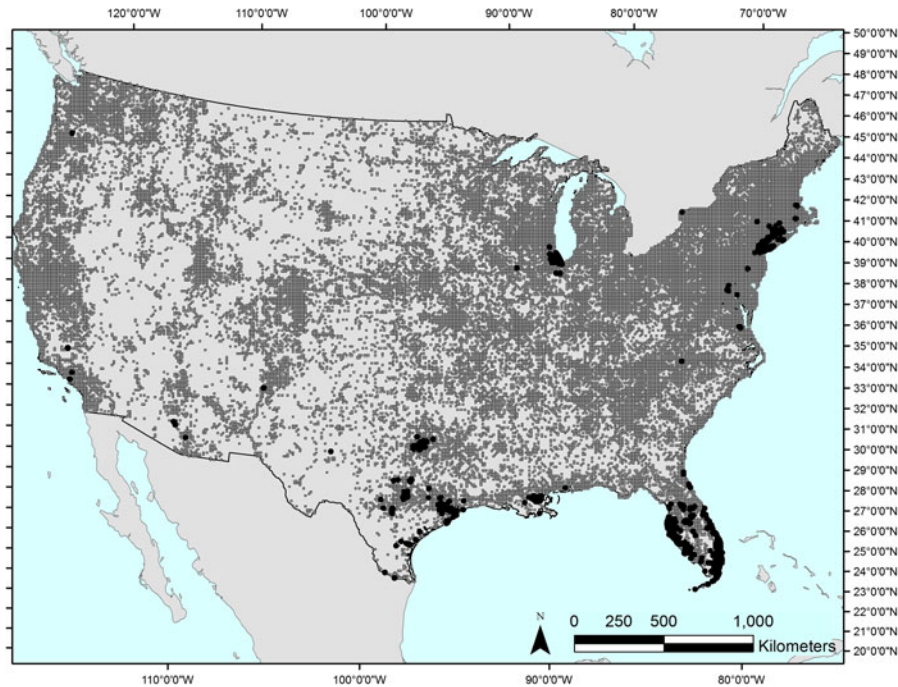 120°0'0"W 110°0'0"W 100°0'0"W 90°0'0"W 80°0'0"W 70°0'0"W
50°0'0"N
49°0'0"N
48°0'0"N
47°0'0"N
46°0'0"N
45°0'0"N
44°0'0"N
43°0'0"N
42°0'0"N
41°0'0"N
40°0'0"N
39°0'0"N
38°0'0"N
37°0'0"N
36°0'0"N
35°0'0"N
34°0'0"N
33°0'0"N
32°0'0"N
31°0'0"N
30°0'0"N
29°0'0"N
28°0'0"N
27°0'0"N
26°0'0"N
25°0'0"N
24°0'0"N
23°0'0"N
22°0'0"N
21°0'0"N
20°0'0"N
N
0 250 500 1,000
Kilometers
110°0'0"W 100°0'0"W 90°0'0"W 80°0'0"W